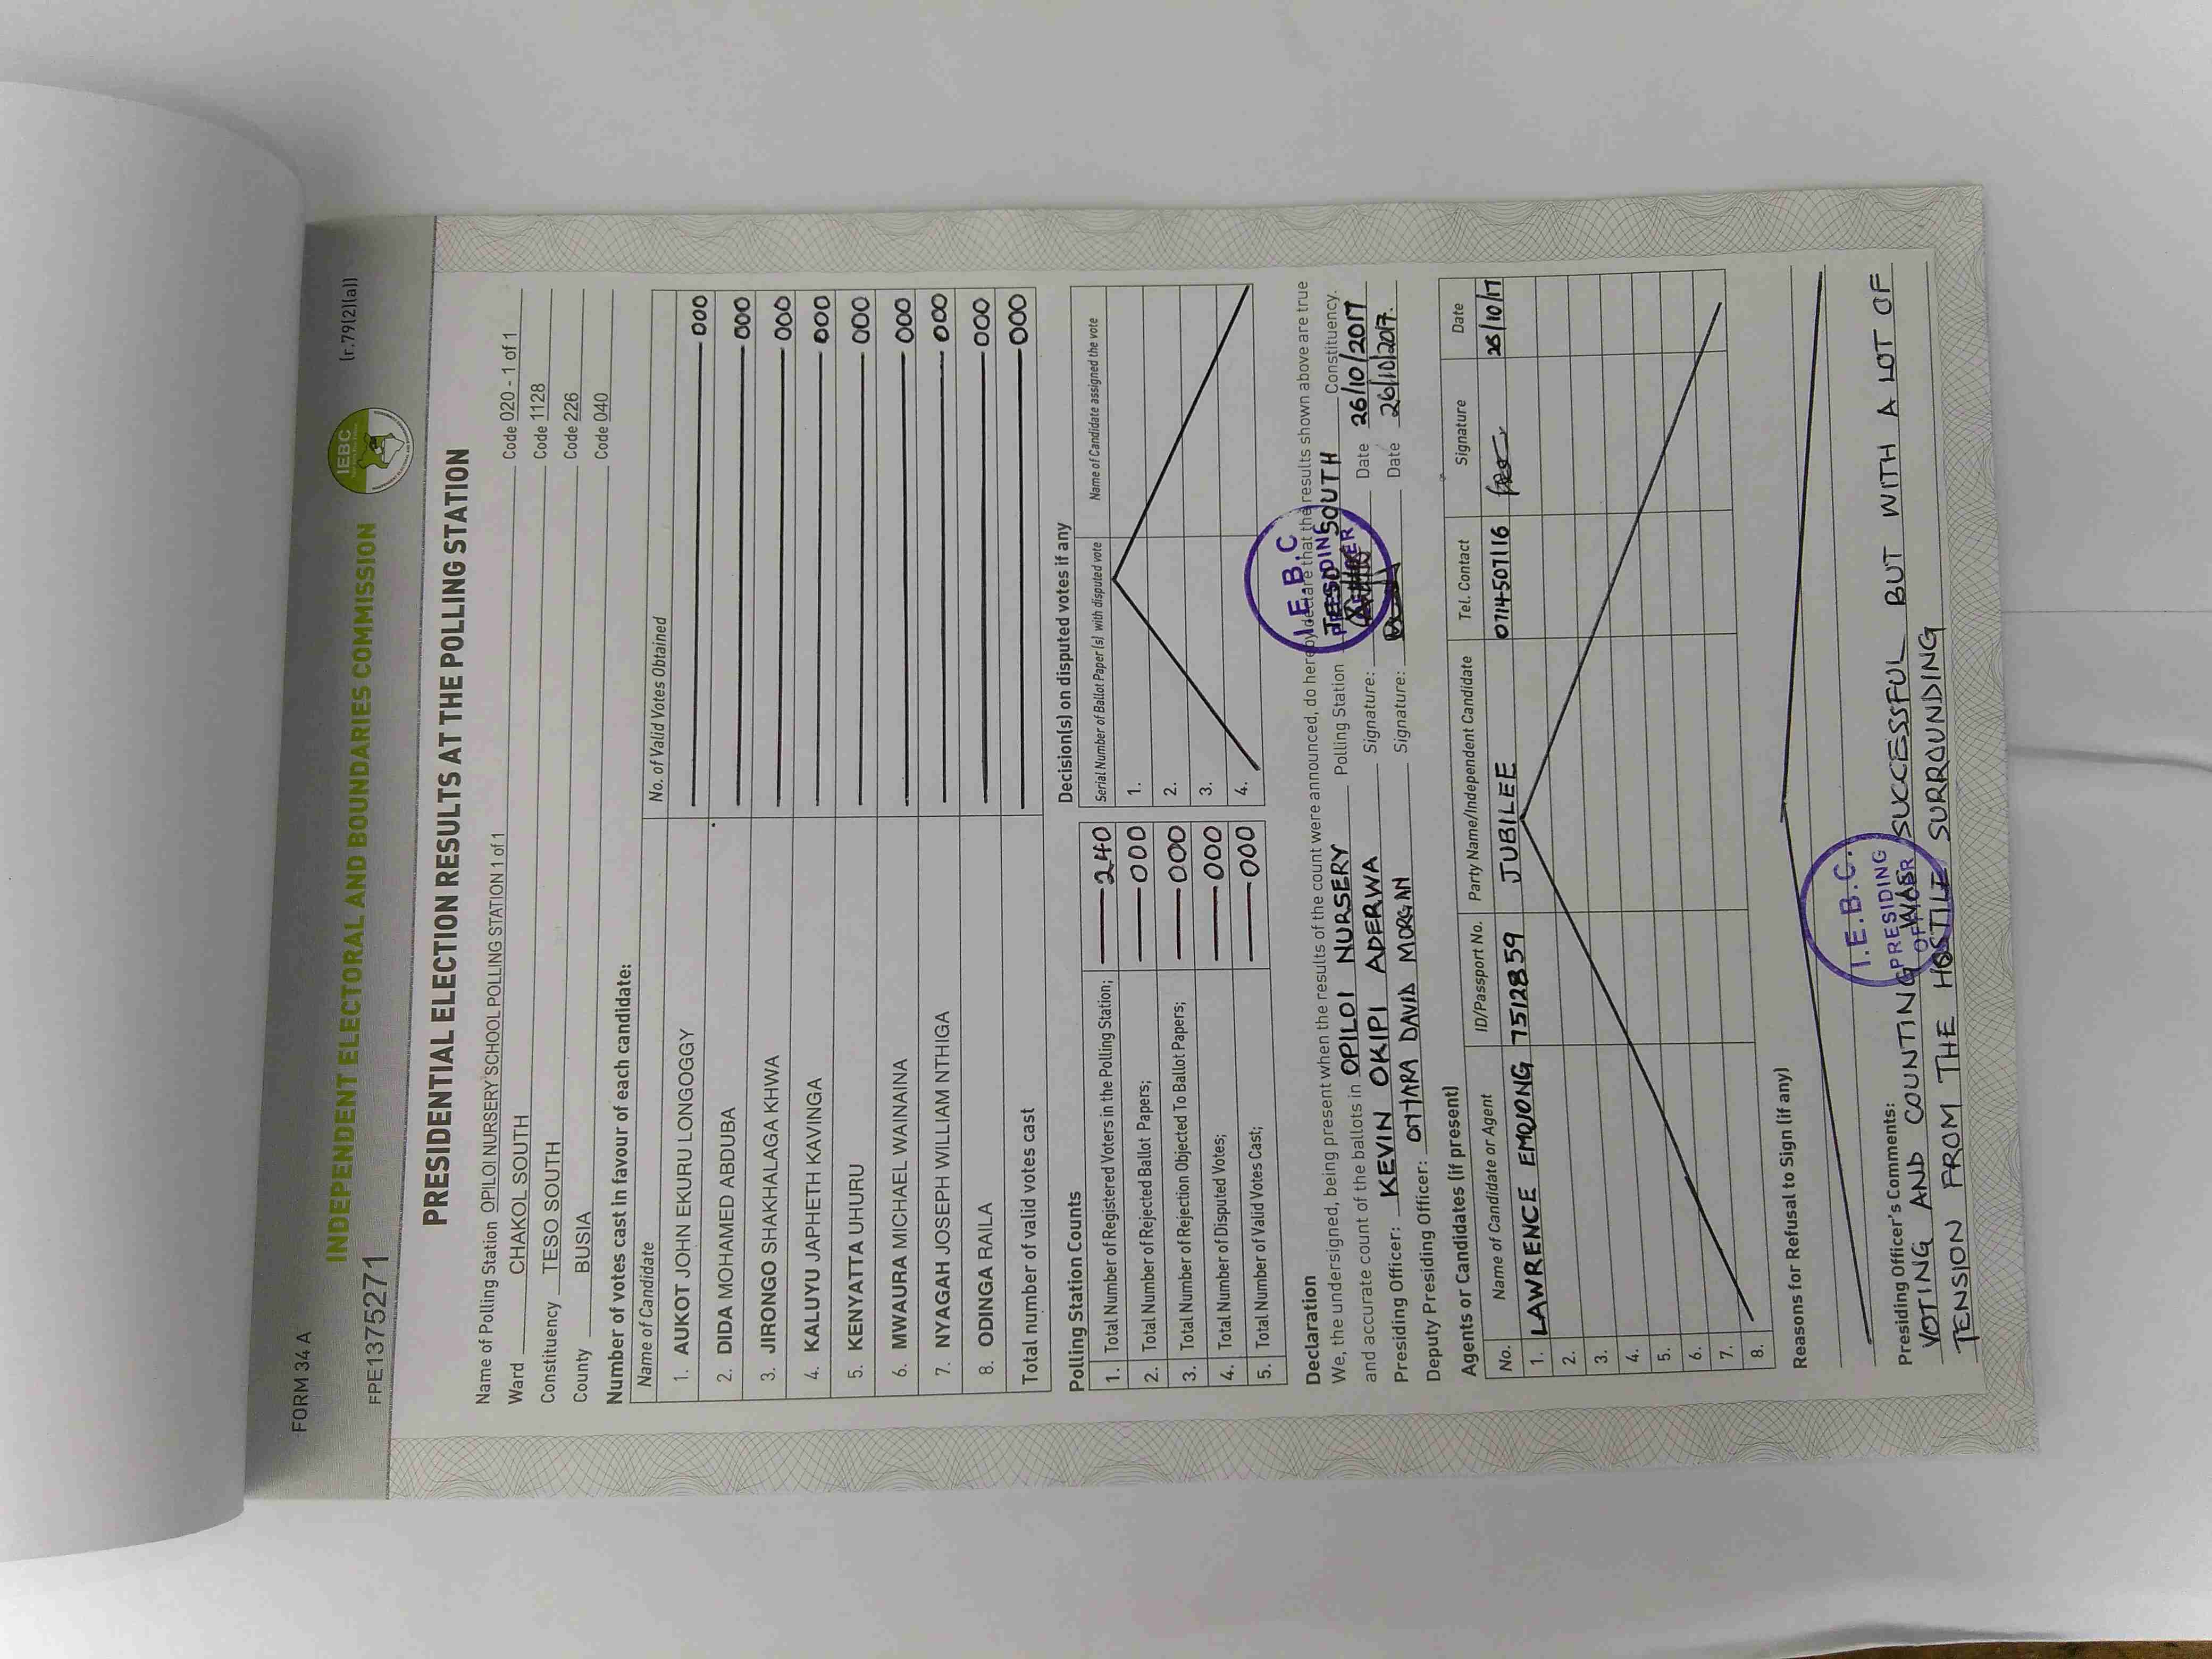 FORM 34 A
(r.79(2)(a))
IEBC
INDEPENDENT ELECTORAL AND BOUNDARIES COMMISSION
FPE1375271
PRESIDENTIAL ELECTION RESULTS AT THE POLLING STATION
Name of Polling Station OPILOI NURSERY SCHOOL POLLING STATION 1 of 1 Code 020 - 1 of 1
Ward CHAKOL SOUTH Code 1128
Constituency TESO SOUTH Code 226
County BUSIA Code 040
Number of votes cast in favour of each candidate:
Name of Candidate No. of Valid Votes Obtained
1. AUKOT JOHN EKURU LONGOGGY 000
2. DIDA MOHAMED ABDUBA 000
3. JIRONGO SHAKHALAGA KHWA 000
4. KALUYU JAPHETH KAVINGA 000
5. KENYATTA UHURU 000
6. MWAURA MICHAEL WAINAINA 000
7. NYAGAH JOSEPH WILLIAM NTHIGA 000
8. ODINGA RAILA 000
Total number of valid votes cast 000
Polling Station Counts
1. Total Number of Registered Voters in the Polling Station; 240
2. Total Number of Rejected Ballot Papers; 000
3. Total Number of Rejection Objected To Ballot Papers; 000
4. Total Number of Disputed Votes; 000
5. Total Number of Valid Votes Cast; 000
Decision(s) on disputed votes if any
Serial Number of Ballot Paper (s) with disputed vote Name of Candidate assigned the vote
1.
2.
3.
4.
Declaration
We, the undersigned, being present when the results of the count were announced, do hereby declare that the results shown above are true
and accurate count of the ballots in OPILOI NURSERY Polling Station TESO SOUTH Constituency.
Presiding Officer: KEVIN OKIPI ADERWA Signature: Date 26/10/2017
Deputy Presiding Officer: OTHARA DAVID MORGAN Signature: Date 26/10/2017.
I.E.B.C
PRESIDING
OFFICER
Agents or Candidates (if present)
No. Name of Candidate or Agent ID/Passport No. Party Name/Independent Candidate Tel. Contact Signature Date
1. LAWRENCE EMOJONG 75128859 JUBILEE 0714507116 26/10/17
2.
3.
4.
5.
6.
7.
8.
Reasons for Refusal to Sign (if any)
Presiding Officer's Comments:
VOTING AND COUNTING WAS SUCCESSFUL BUT WITH A LOT OF
TENSION FROM THE HOSTILE SURROUNDING
I.E.B.C.
PRESIDING
OFFICER